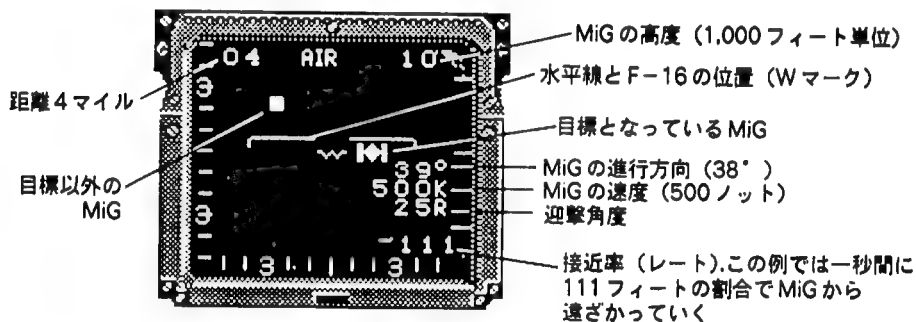 04 AIR 10K
3
3
39°
500K
25R
-111
3 3
距離4マイル
目標以外の
MiG
MiGの高度（1,000フィート単位）
水平線とF-16の位置（Wマーク）
目標となっているMiG
MiGの進行方向（38°）
MiGの速度（500ノット）
迎撃角度
接近率（レート).この例では一秒間に
111フィートの割合でMiGから
遠ざかっていく